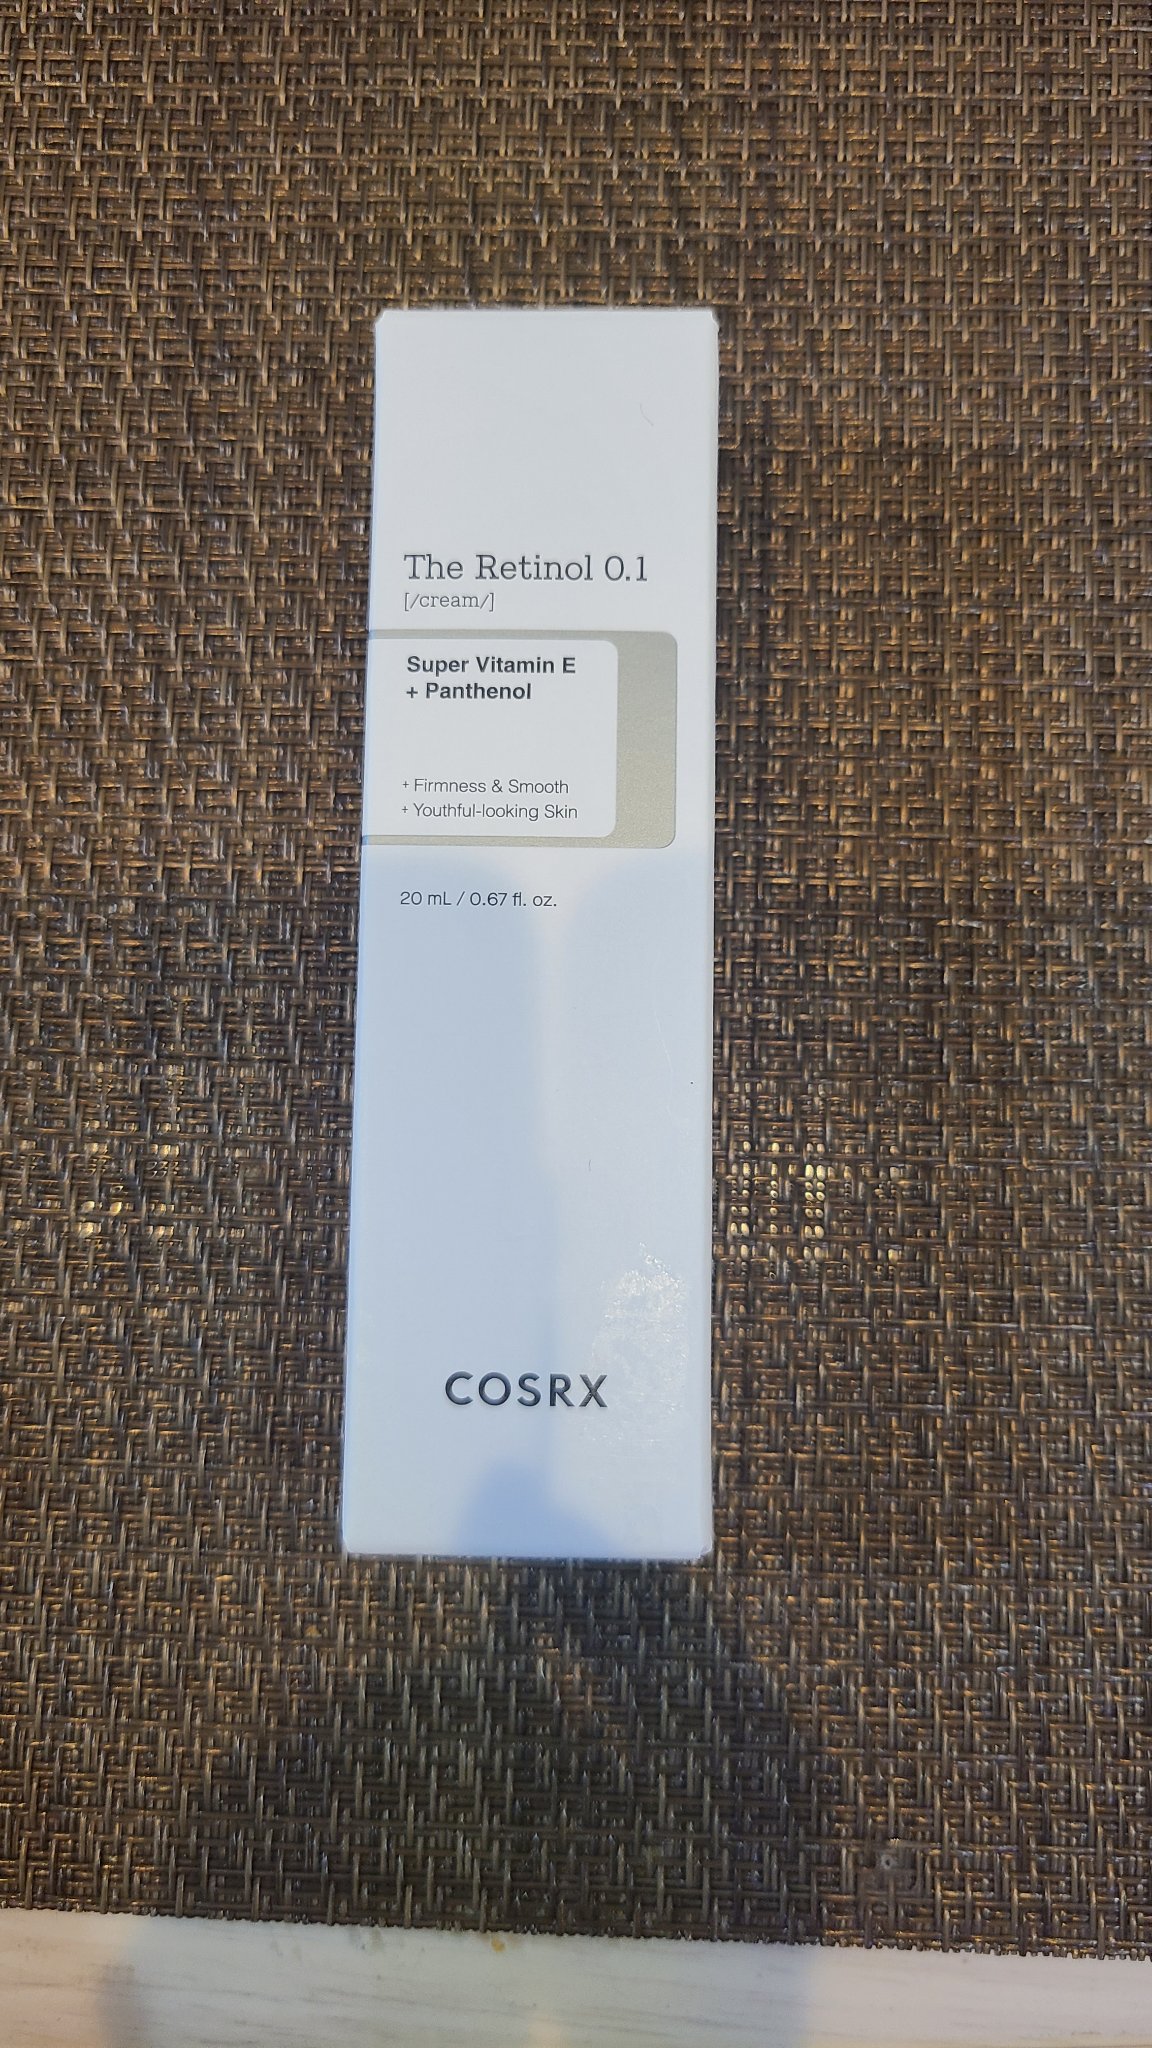 The Retinol 0.1
[/cream/]
Super Vitamin E
+ Panthenol
+ Firmness & Smooth
+ Youthful-looking Skin
20 mL / 0.67 fl. oz.
COSRX